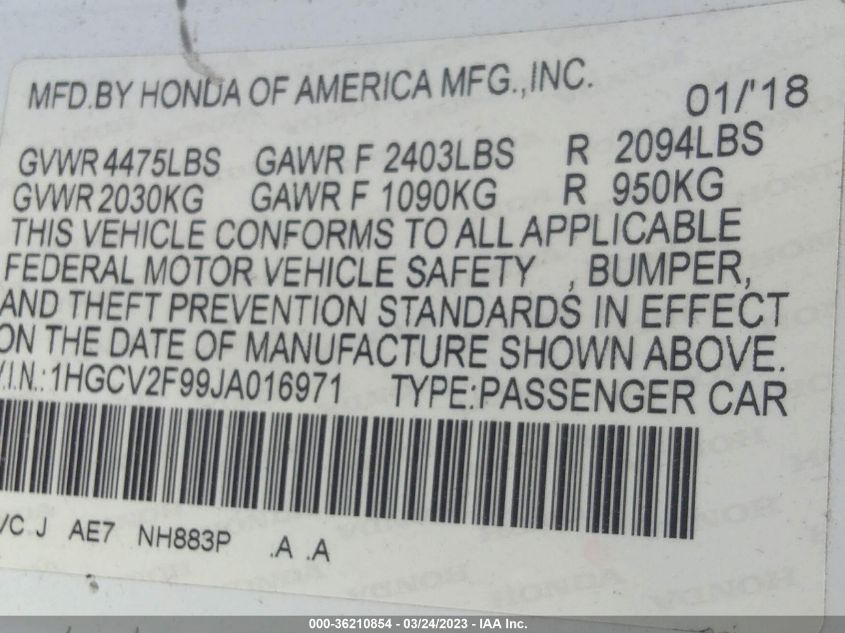 MFD.BY HONDA OF AMERICA MFG.,INC. 01/'18
GVWR 4475LBS GAWR F 2403LBS R 2094LBS
GVWR 2030KG GAWR F 1090KG R 950KG
THIS VEHICLE CONFORMS TO ALL APPLICABLE
FEDERAL MOTOR VEHICLE SAFETY , BUMPER,
AND THEFT PREVENTION STANDARDS IN EFFECT
ON THE DATE OF MANUFACTURE SHOWN ABOVE.
V.I.N.:1HGCV2F99JA016971 TYPE:PASSENGER CAR
VC J AE7 NH883P .A .A
000-36210854 — 03/24/2023 — IAA Inc.